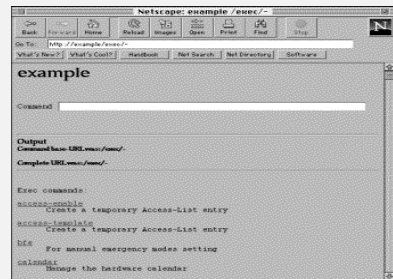 Netscape: example /exec/-
Back Forward Home Reload Images Open Print Find Stop
N
Go To: http://example/exec/-
What's New? What's Cool? Handbook Net Search Net Directory Software
example
Command
Output
Command base-URL was: /exec/-
Complete URL was: /exec/-
Exec commands:
access-enable
Create a temporary Access-List entry
access-template
Create a temporary Access-List entry
bfe
For manual emergency modes setting
calendar
Manage the hardware calendar